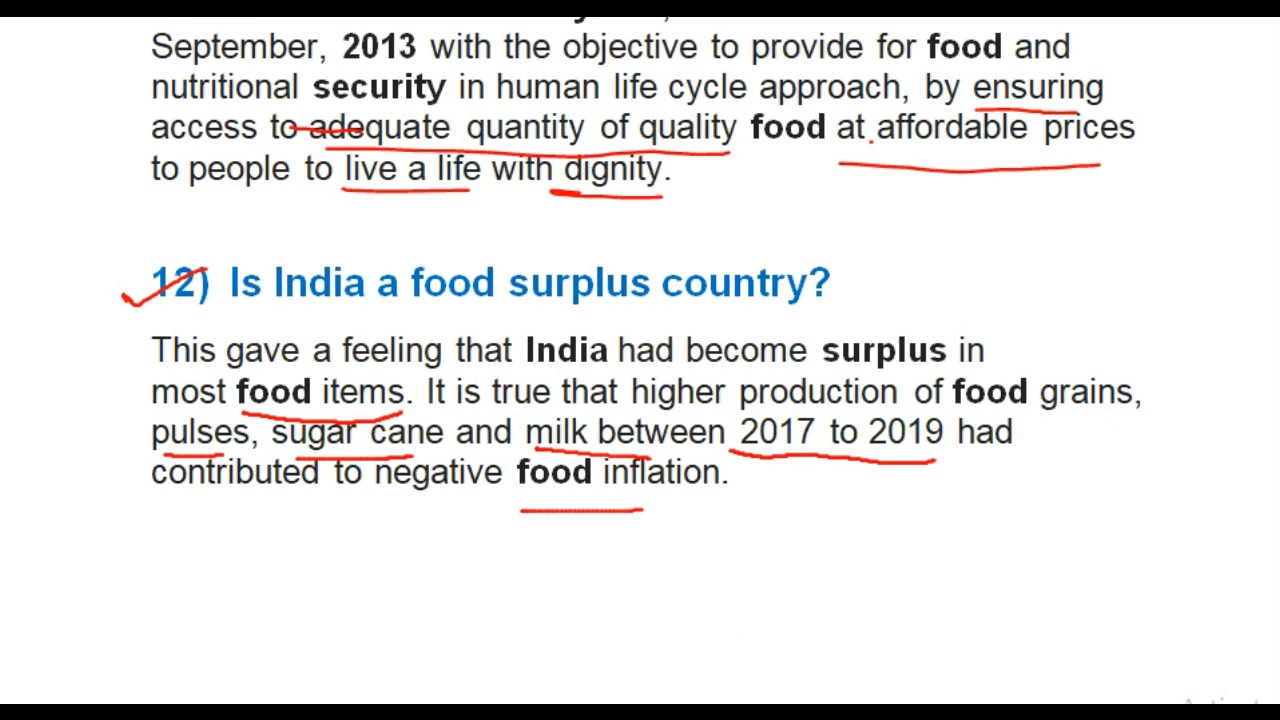 September, 2013 with the objective to provide for food and
nutritional security in human life cycle approach, by ensuring
access to adequate quantity of quality food at affordable prices
to people to live a life with dignity.
12) Is India a food surplus country?
This gave a feeling that India had become surplus in
most food items. It is true that higher production of food grains,
pulses, sugar cane and milk between 2017 to 2019 had
contributed to negative food inflation.